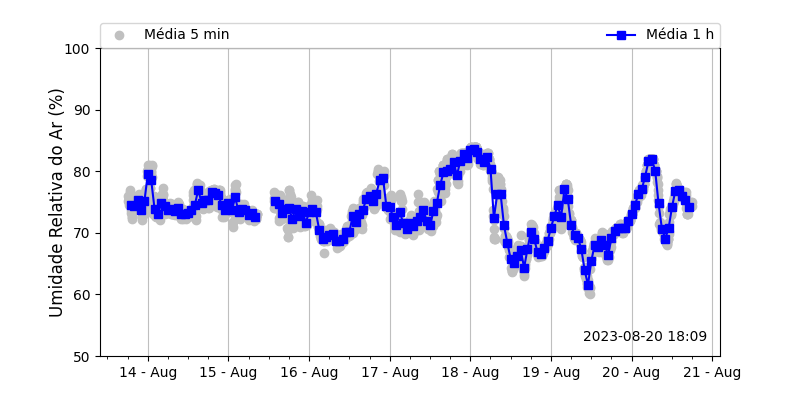 Média 5 min
Média 1 h
Umidade Relativa do Ar (%)
100
90
80
70
60
50
2023-08-20 18:09
14 - Aug
15 - Aug
16 - Aug
17 - Aug
18 - Aug
19 - Aug
20 - Aug
21 - Aug